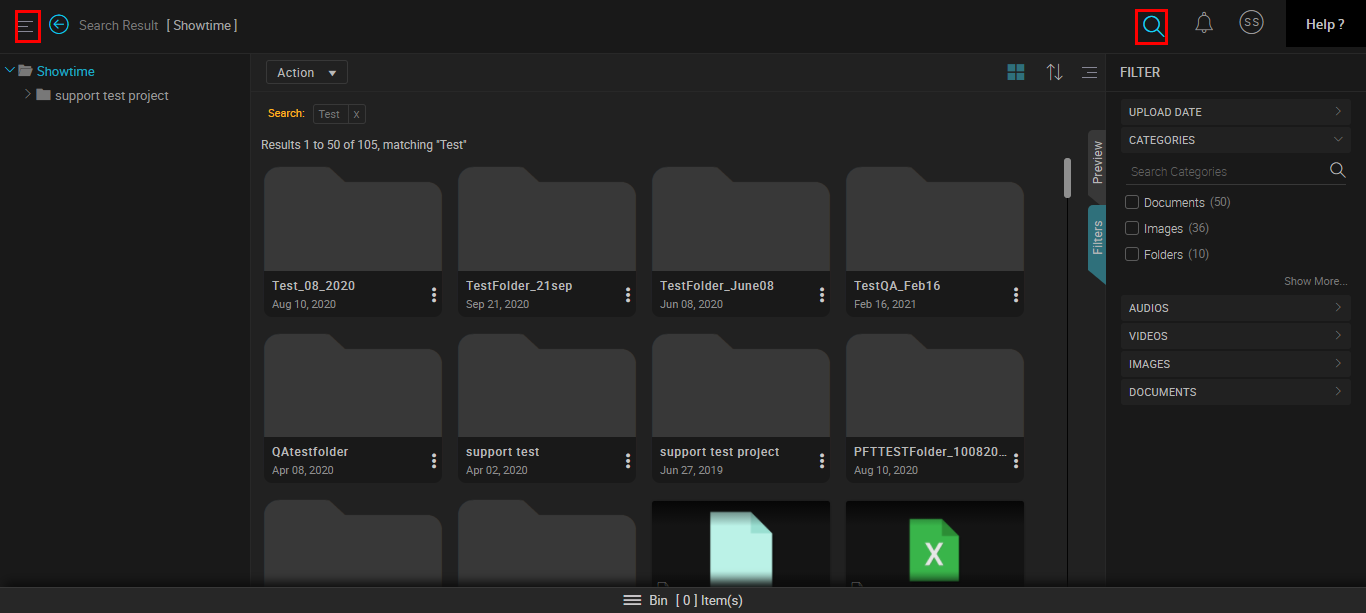 Search Result [ Showtime ]
SS
Help ?
Showtime
support test project
Action
Search: Test X
Results 1 to 50 of 105, matching "Test"
Test_08_2020
Aug 10, 2020
TestFolder_21sep
Sep 21, 2020
TestFolder_June08
Jun 08, 2020
TestQA_Feb16
Feb 16, 2021
QAtestfolder
Apr 08, 2020
support test
Apr 02, 2020
support test project
Jun 27, 2019
PFTTESTFolder_100820...
Aug 10, 2020
X
Preview
Filters
FILTER
UPLOAD DATE
CATEGORIES
Search Categories
Documents (50)
Images (36)
Folders (10)
Show More...
AUDIOS
VIDEOS
IMAGES
DOCUMENTS
Bin [ 0 ] Item(s)